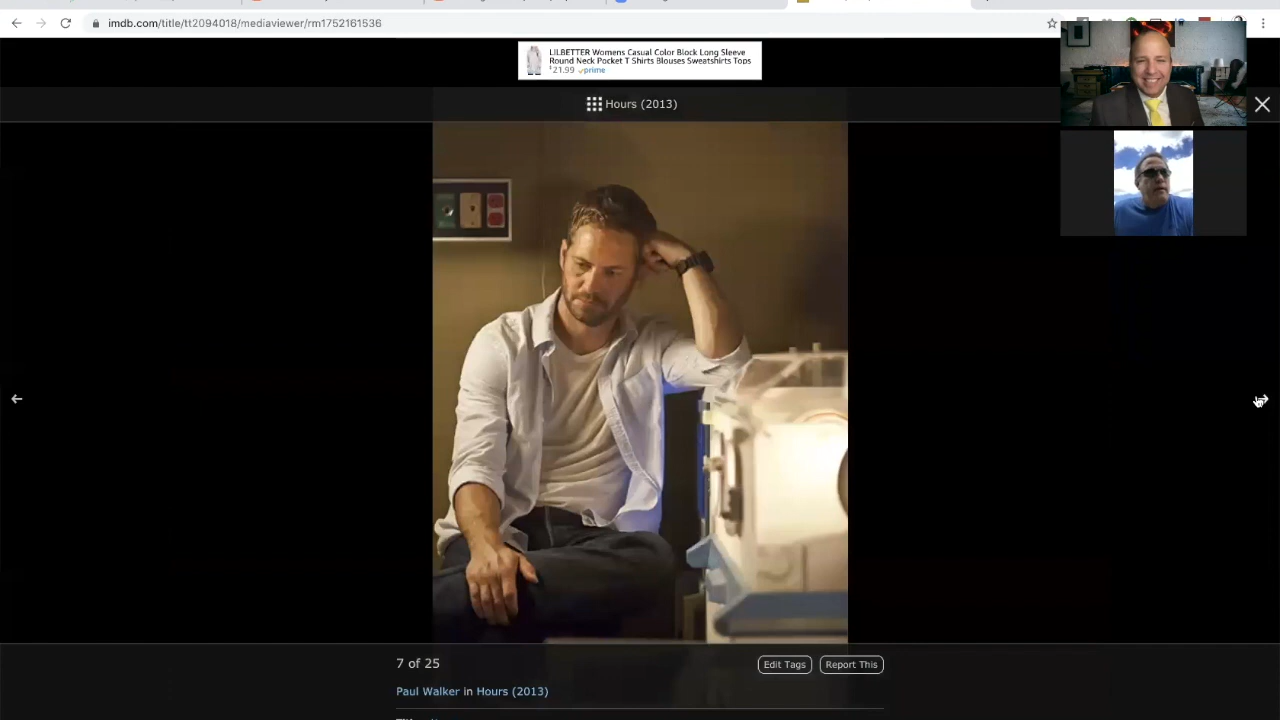 imdb.com/title/tt2094018/mediaviewer/rm1752161536
LILBETTER Womens Casual Color Block Long Sleeve
Round Neck Pocket T Shirts Blouses Sweatshirts Tops
$21.99 prime
Hours (2013)
7 of 25
Edit Tags
Report This
Paul Walker in Hours (2013)